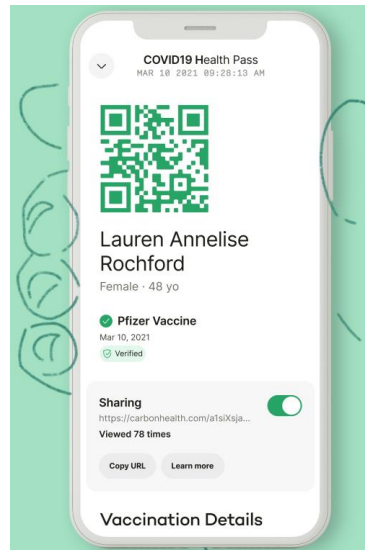 COVID19 Health Pass
MAR 10 2021 09:28:13 AM
Lauren Annelise
Rochford
Female · 48 yo
Pfizer Vaccine
Mar 10, 2021
Verified
Sharing
https://carbonhealth.com/a1siXsja...
Viewed 78 times
Copy URL Learn more
Vaccination Details